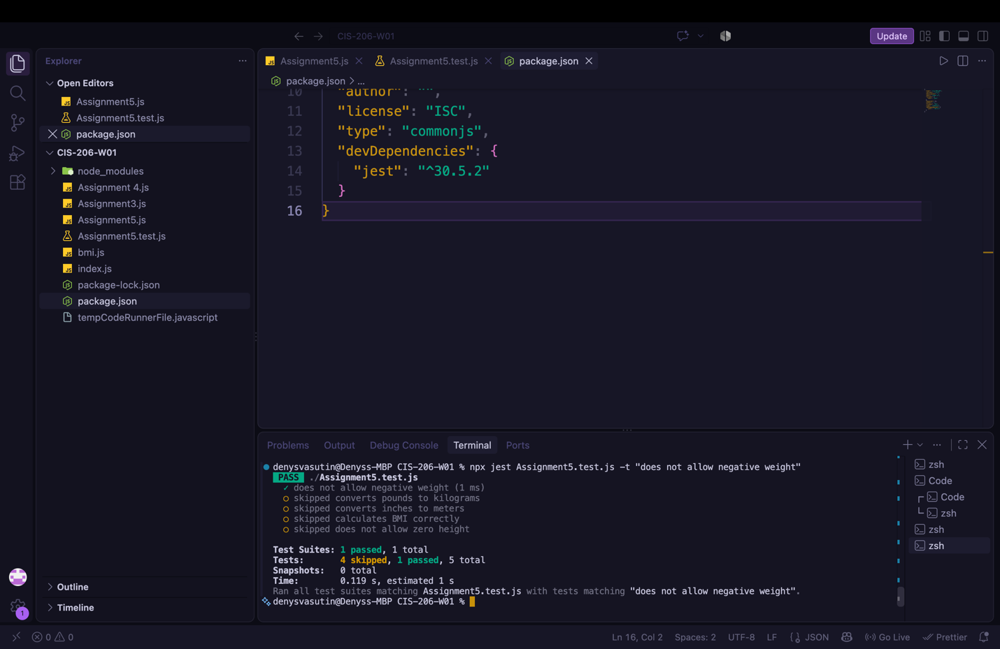 CIS-206-W01
Update
Explorer
Open Editors
Assignment5.js
Assignment5.test.js
package.json
CIS-206-W01
node_modules
Assignment 4.js
Assignment3.js
Assignment5.js
Assignment5.test.js
bmi.js
index.js
package-lock.json
package.json
tempCodeRunnerFile.javascript
Outline
Timeline
1
Assignment5.js
Assignment5.test.js
package.json
package.json > ...
10 "author": "",
11 "license": "ISC",
12 "type": "commonjs",
13 "devDependencies": {
14 "jest": "^30.5.2"
15 }
16 }
Problems Output Debug Console Terminal Ports
denysvasutin@Denyss-MBP CIS-206-W01 % npx jest Assignment5.test.js -t "does not allow negative weight"
PASS ./Assignment5.test.js
✓ does not allow negative weight (1 ms)
○ skipped converts pounds to kilograms
○ skipped converts inches to meters
○ skipped calculates BMI correctly
○ skipped does not allow zero height
Test Suites: 1 passed, 1 total
Tests: 4 skipped, 1 passed, 5 total
Snapshots: 0 total
Time: 0.119 s, estimated 1 s
Ran all test suites matching Assignment5.test.js with tests matching "does not allow negative weight".
denysvasutin@Denyss-MBP CIS-206-W01 %
zsh
Code
Code
zsh
zsh
zsh
0 0
Ln 16, Col 2 Spaces: 2 UTF-8 LF JSON Go Live Prettier